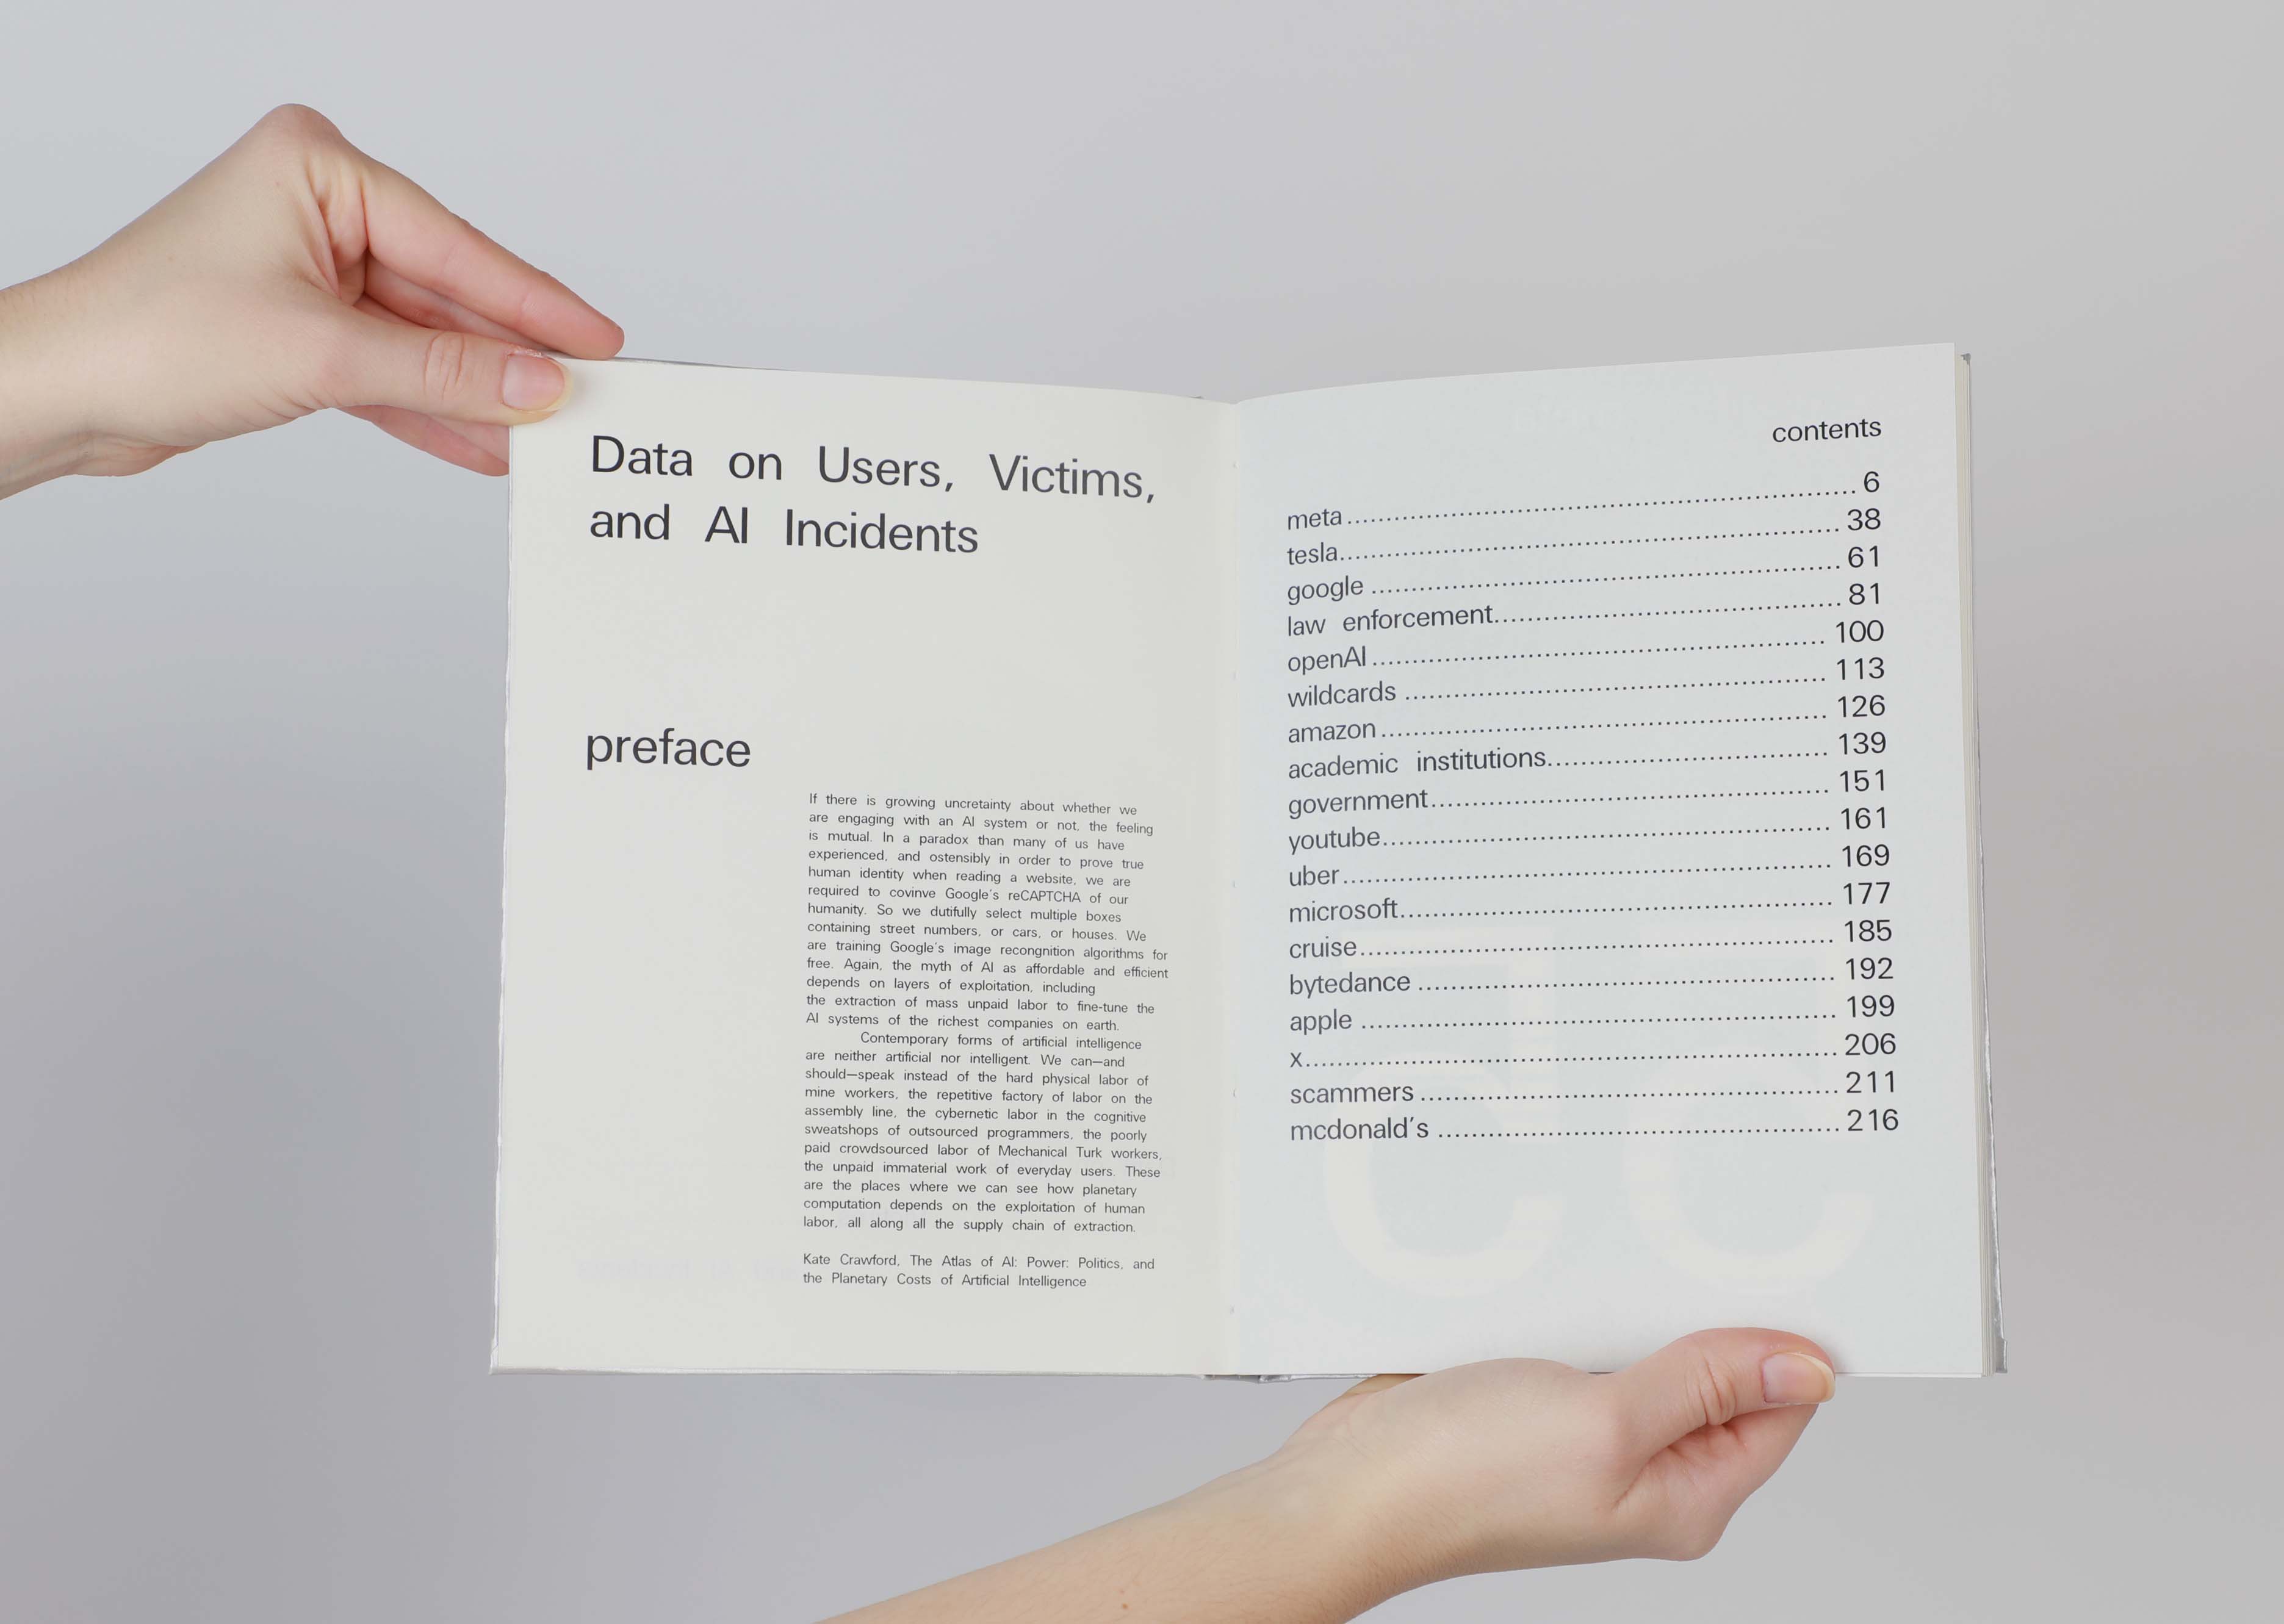 Data on Users, Victims,
and AI Incidents
preface
If there is growing uncretainty about whether we
are engaging with an AI system or not, the feeling
is mutual. In a paradox than many of us have
experienced, and ostensibly in order to prove true
human identity when reading a website, we are
required to covinve Google's reCAPTCHA of our
humanity. So we dutifully select multiple boxes
containing street numbers, or cars, or houses. We
are training Google's image recongnition algorithms for
free. Again, the myth of AI as affordable and efficient
depends on layers of exploitation, including
the extraction of mass unpaid labor to fine-tune the
AI systems of the richest companies on earth.
Contemporary forms of artificial intelligence
are neither artificial nor intelligent. We can—and
should—speak instead of the hard physical labor of
mine workers, the repetitive factory of labor on the
assembly line, the cybernetic labor in the cognitive
sweatshops of outsourced programmers, the poorly
paid crowdsourced labor of Mechanical Turk workers,
the unpaid immaterial work of everyday users. These
are the places where we can see how planetary
computation depends on the exploitation of human
labor, all along all the supply chain of extraction.
Kate Crawford, The Atlas of AI: Power: Politics, and
the Planetary Costs of Artificial Intelligence
contents
meta 6
tesla 38
google 61
law enforcement 81
openAI 100
wildcards 113
amazon 126
academic institutions 139
government 151
youtube 161
uber 169
microsoft 177
cruise 185
bytedance 192
apple 199
x 206
scammers 211
mcdonald's 216